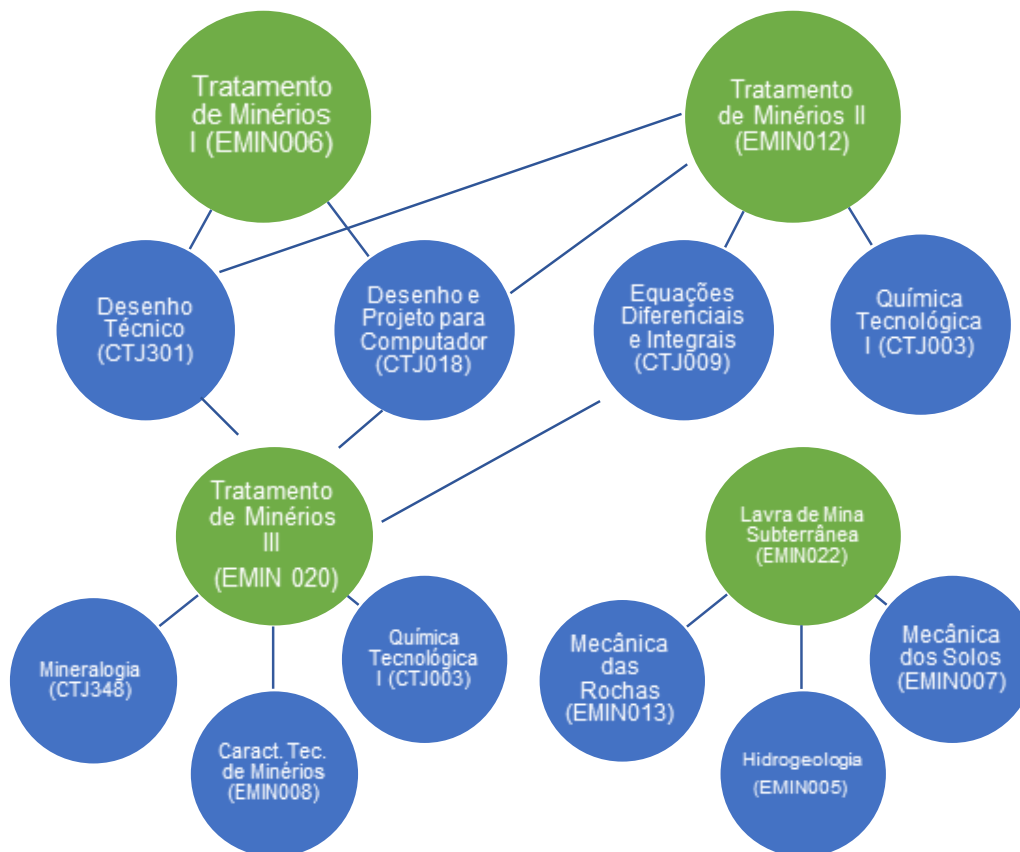 Tratamento
de Minérios
I (EMIN006)
Tratamento
de Minérios II
(EMIN012)
Desenho
Técnico
(CTJ301)
Desenho e
Projeto para
Computador
(CTJ018)
Equações
Diferenciais
e Integrais
(CTJ009)
Química
Tecnológica
I (CTJ003)
Tratamento
de Minérios
III
(EMIN 020)
Lavra de Mina
Subterrânea
(EMIN022)
Mineralogia
(CTJ348)
Caract. Tec.
de Minérios
(EMIN008)
Química
Tecnológica
I (CTJ003)
Mecânica
das
Rochas
(EMIN013)
Hidrogeologia
(EMIN005)
Mecânica
dos Solos
(EMIN007)